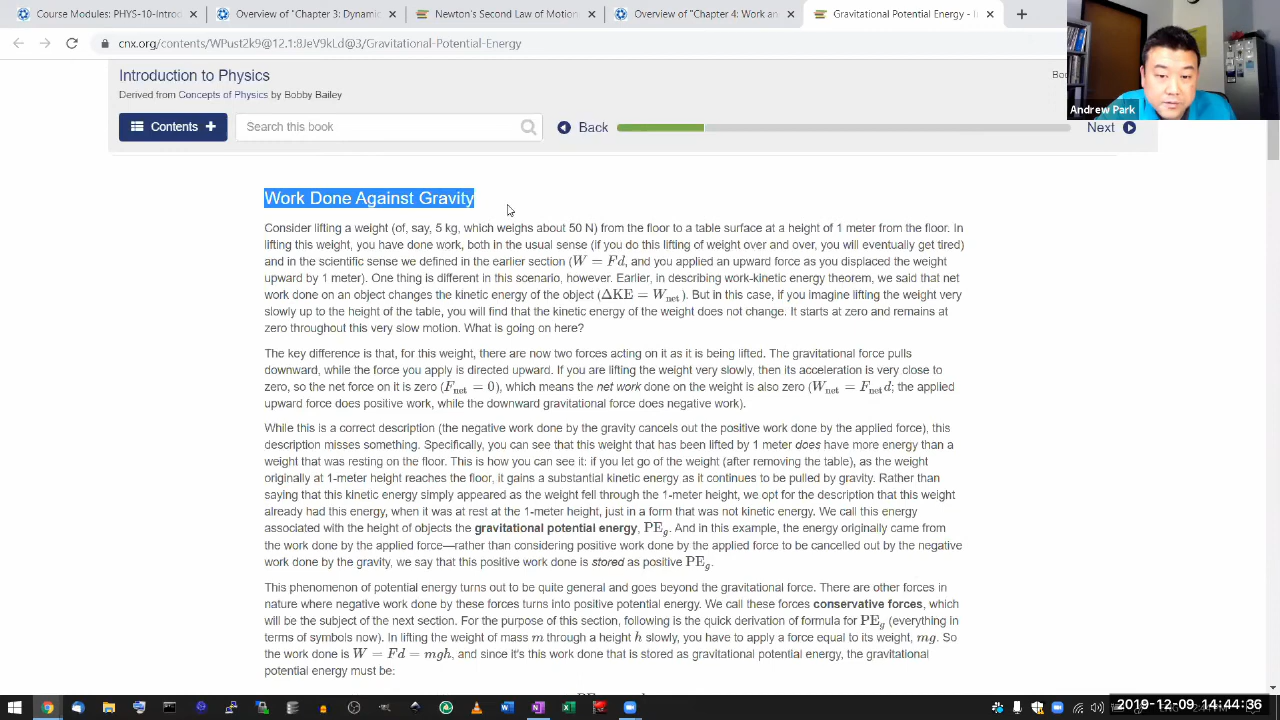 Course Modules: PHYS-10-Introd
Overview of "Chapter 3: Dynamic
Newton's Second Law of Motion
Overview of "Chapter 4: Work an
Gravitational Potential Energy - I
cnx.org/contents/WPust2k9@12.1:8JeV9kLd@3/Gravitational-Potential-Energy
Introduction to Physics
Derived from Concepts of Physics by Bobby Bailey
Andrew Park
Contents
Search this book
Back
Next
Work Done Against Gravity
Consider lifting a weight (of, say, 5 kg, which weighs about 50 N) from the floor to a table surface at a height of 1 meter from the floor. In
lifting this weight, you have done work, both in the usual sense (if you do this lifting of weight over and over, you will eventually get tired)
and in the scientific sense we defined in the earlier section (W = Fd, and you applied an upward force as you displaced the weight
upward by 1 meter). One thing is different in this scenario, however. Earlier, in describing work-kinetic energy theorem, we said that net
work done on an object changes the kinetic energy of the object (ΔKE = Wnet). But in this case, if you imagine lifting the weight very
slowly up to the height of the table, you will find that the kinetic energy of the weight does not change. It starts at zero and remains at
zero throughout this very slow motion. What is going on here?
The key difference is that, for this weight, there are now two forces acting on it as it is being lifted. The gravitational force pulls
downward, while the force you apply is directed upward. If you are lifting the weight very slowly, then its acceleration is very close to
zero, so the net force on it is zero (Fnet = 0), which means the net work done on the weight is also zero (Wnet = Fnetd; the applied
upward force does positive work, while the downward gravitational force does negative work).
While this is a correct description (the negative work done by the gravity cancels out the positive work done by the applied force), this
description misses something. Specifically, you can see that this weight that has been lifted by 1 meter does have more energy than a
weight that was resting on the floor. This is how you can see it: if you let go of the weight (after removing the table), as the weight
originally at 1-meter height reaches the floor, it gains a substantial kinetic energy as it continues to be pulled by gravity. Rather than
saying that this kinetic energy simply appeared as the weight fell through the 1-meter height, we opt for the description that this weight
already had this energy, when it was at rest at the 1-meter height, just in a form that was not kinetic energy. We call this energy
associated with the height of objects the gravitational potential energy, PEg. And in this example, the energy originally came from
the work done by the applied force—rather than considering positive work done by the applied force to be cancelled out by the negative
work done by the gravity, we say that this positive work done is stored as positive PEg.
This phenomenon of potential energy turns out to be quite general and goes beyond the gravitational force. There are other forces in
nature where negative work done by these forces turns into positive potential energy. We call these forces conservative forces, which
will be the subject of the next section. For the purpose of this section, following is the quick derivation of formula for PEg (everything in
terms of symbols now). In lifting the weight of mass m through a height h slowly, you have to apply a force equal to its weight, mg. So
the work done is W = Fd = mgh, and since it's this work done that is stored as gravitational potential energy, the gravitational
potential energy must be:
2019-12-09 14:44:36